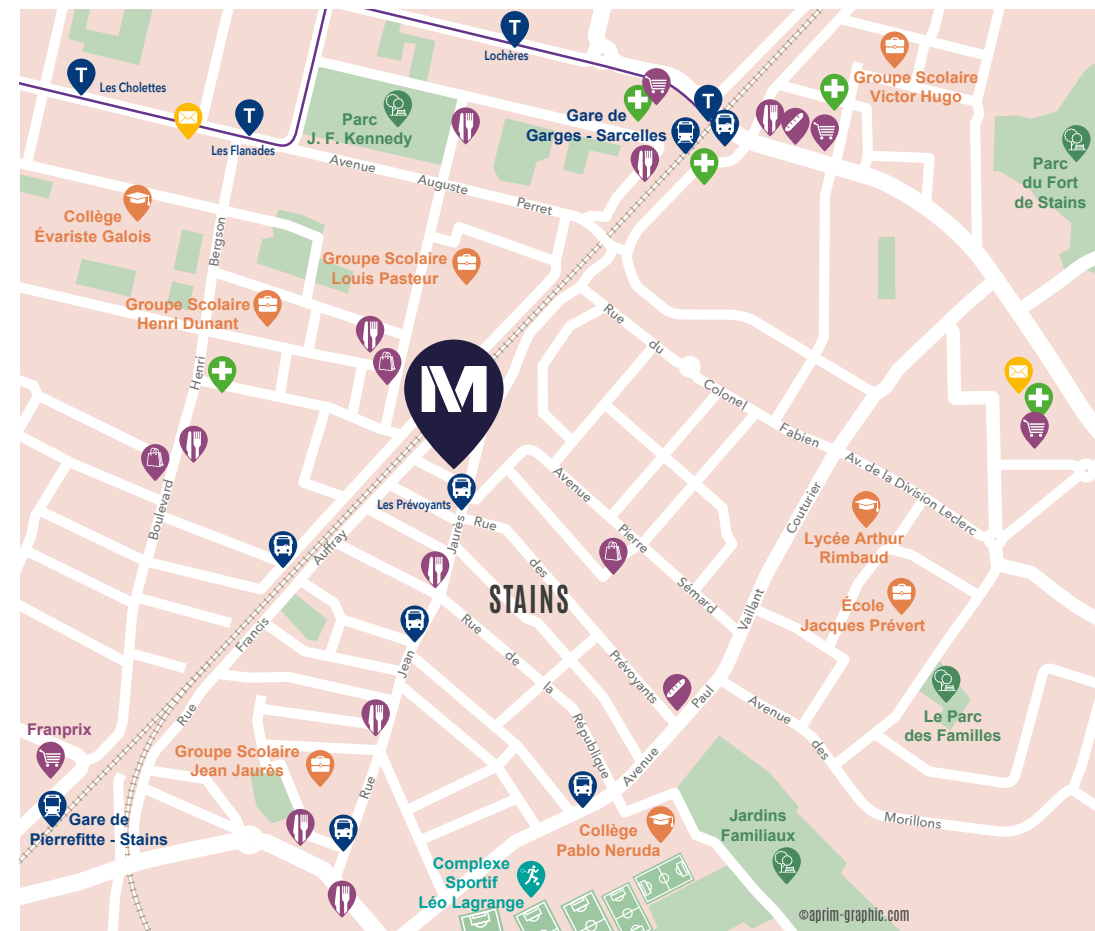 T
Lochères
T
Les Cholettes
T
Les Flanades
Parc
J. F. Kennedy
Gare de
Garges - Sarcelles
T
Groupe Scolaire
Victor Hugo
Parc
du Fort
de Stains
Avenue Auguste Perret
Collège
Évariste Galois
Groupe Scolaire
Louis Pasteur
Groupe Scolaire
Henri Dunant
Boulevard Henri Bergson
M
Rue du Colonel Fabien
Av. de la Division Leclerc
Les Prévoyants
Rue des Prévoyants
Avenue Pierre Sémard
Avenue Paul Vaillant Couturier
Lycée Arthur
Rimbaud
École
Jacques Prévert
STAINS
Rue Francis Auffray
Rue Jean Jaurès
Rue de la République
Avenue des Morillons
Le Parc
des Familles
Franprix
Gare de
Pierrefitte - Stains
Groupe Scolaire
Jean Jaurès
Collège
Pablo Neruda
Jardins
Familiaux
Complexe
Sportif
Léo Lagrange
©aprim-graphic.com